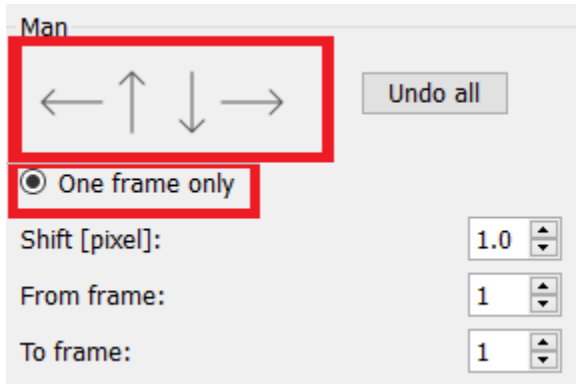 Man
Undo all
One frame only
Shift [pixel]: 1.0
From frame: 1
To frame: 1